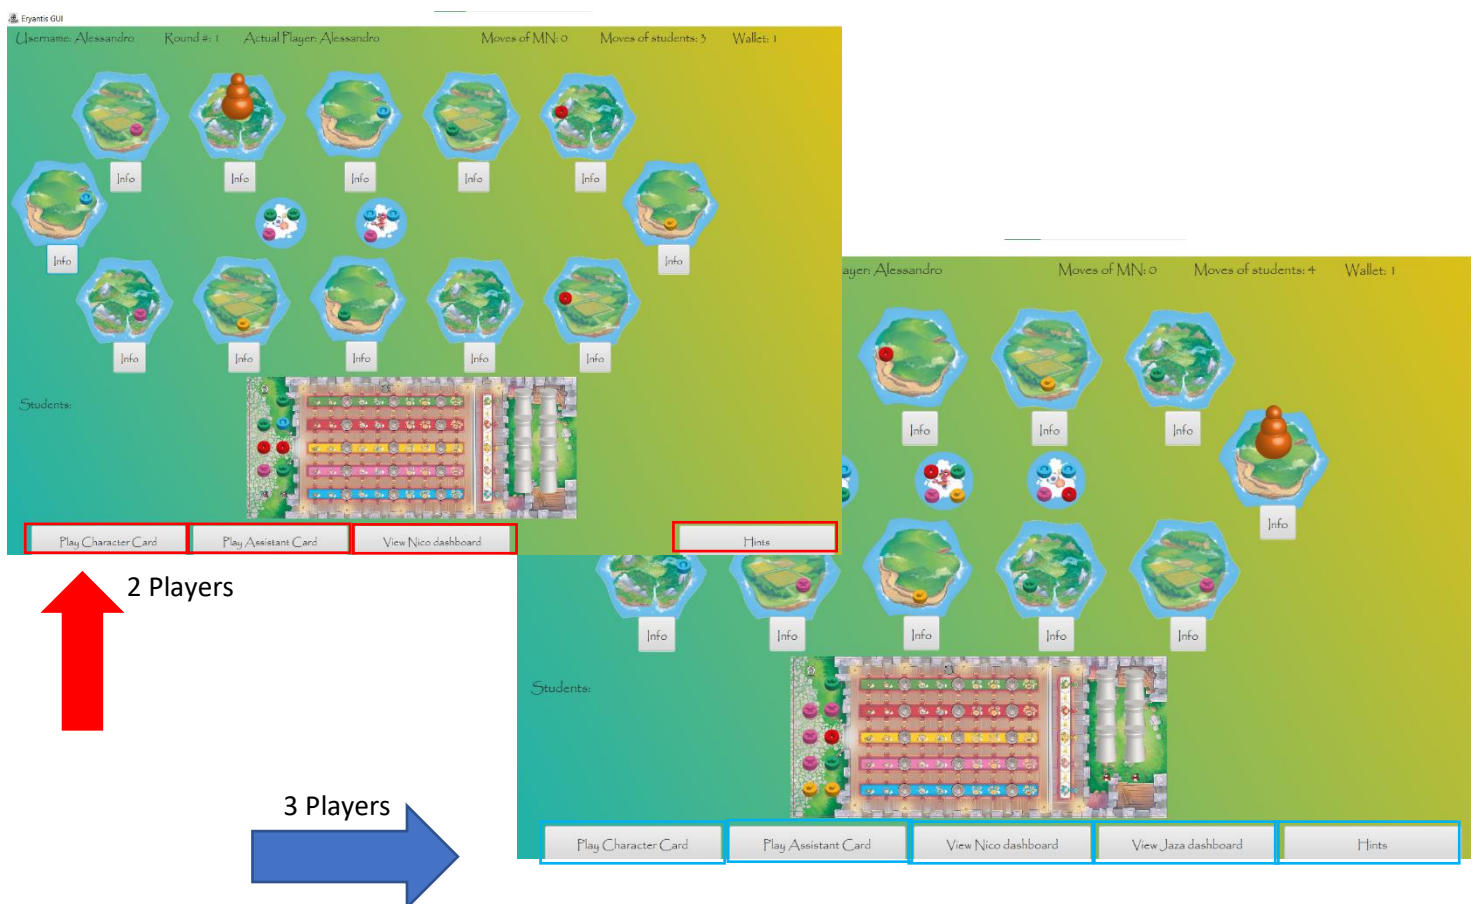 Eryantis GUI
Username: Alessandro Round #: 1 Actual Player: Alessandro Moves of MN: 0 Moves of students: 3 Wallet: 1
Info Info Info Info Info
Info Info
Info Info Info Info Info
Students:
Play Character Card Play Assistant Card View Nico dashboard Hints
2 Players
ayer: Alessandro Moves of MN: 0 Moves of students: 4 Wallet: 1
Info Info Info
Info
Info Info Info Info Info
Students:
3 Players
Play Character Card Play Assistant Card View Nico dashboard View Jaza dashboard Hints